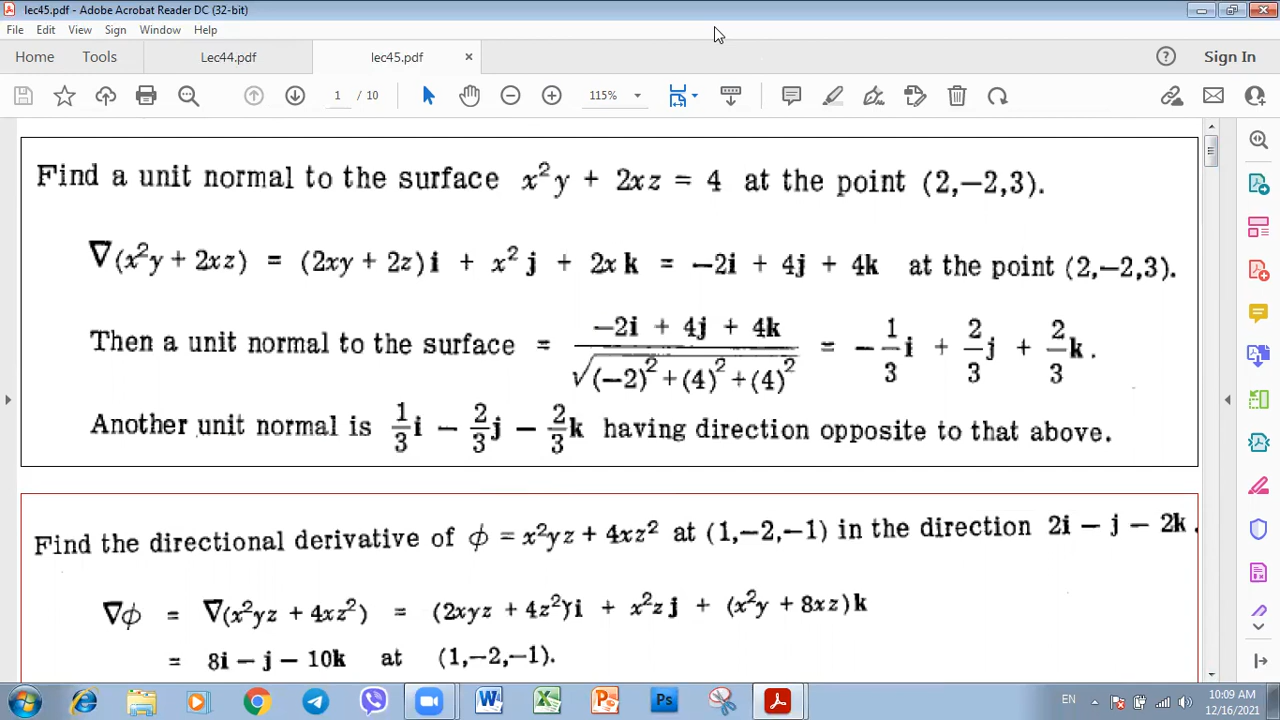 lec45.pdf - Adobe Acrobat Reader DC (32-bit)
File Edit View Sign Window Help
Home Tools Lec44.pdf lec45.pdf × Sign In
1 / 10 115%
Find a unit normal to the surface x²y + 2xz = 4 at the point (2,−2,3).
∇(x²y + 2xz) = (2xy + 2z)i + x² j + 2x k = −2i + 4j + 4k at the point (2,−2,3).
Then a unit normal to the surface = (−2i + 4j + 4k)/√((−2)² + (4)² + (4)²) = −1/3 i + 2/3 j + 2/3 k.
Another unit normal is 1/3 i − 2/3 j − 2/3 k having direction opposite to that above.
Find the directional derivative of ϕ = x²yz + 4xz² at (1,−2,−1) in the direction 2i − j − 2k.
∇ϕ = ∇(x²yz + 4xz²) = (2xyz + 4z²)i + x²z j + (x²y + 8xz)k
= 8i − j − 10k at (1,−2,−1).
EN 10:09 AM
12/16/2021